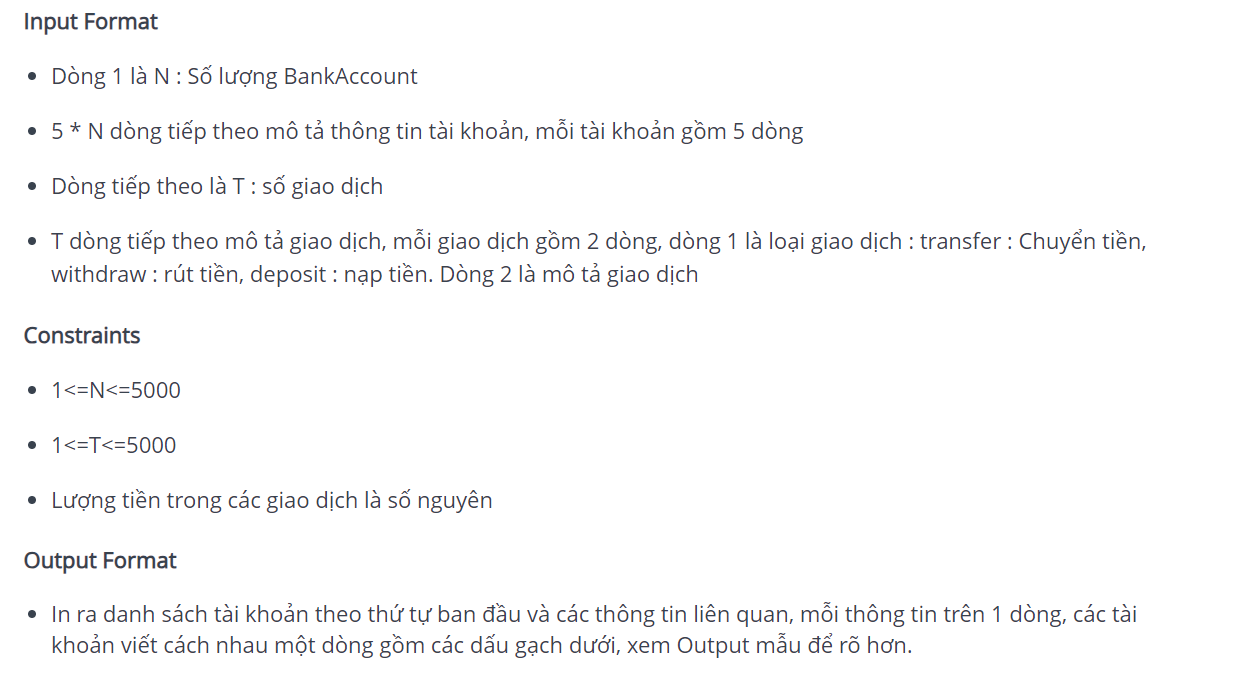 Input Format
• Dòng 1 là N : Số lượng BankAccount
• 5 * N dòng tiếp theo mô tả thông tin tài khoản, mỗi tài khoản gồm 5 dòng
• Dòng tiếp theo là T : số giao dịch
• T dòng tiếp theo mô tả giao dịch, mỗi giao dịch gồm 2 dòng, dòng 1 là loại giao dịch : transfer : Chuyển tiền,
withdraw : rút tiền, deposit : nạp tiền. Dòng 2 là mô tả giao dịch
Constraints
• 1<=N<=5000
• 1<=T<=5000
• Lượng tiền trong các giao dịch là số nguyên
Output Format
• In ra danh sách tài khoản theo thứ tự ban đầu và các thông tin liên quan, mỗi thông tin trên 1 dòng, các tài
khoản viết cách nhau một dòng gồm các dấu gạch dưới, xem Output mẫu để rõ hơn.